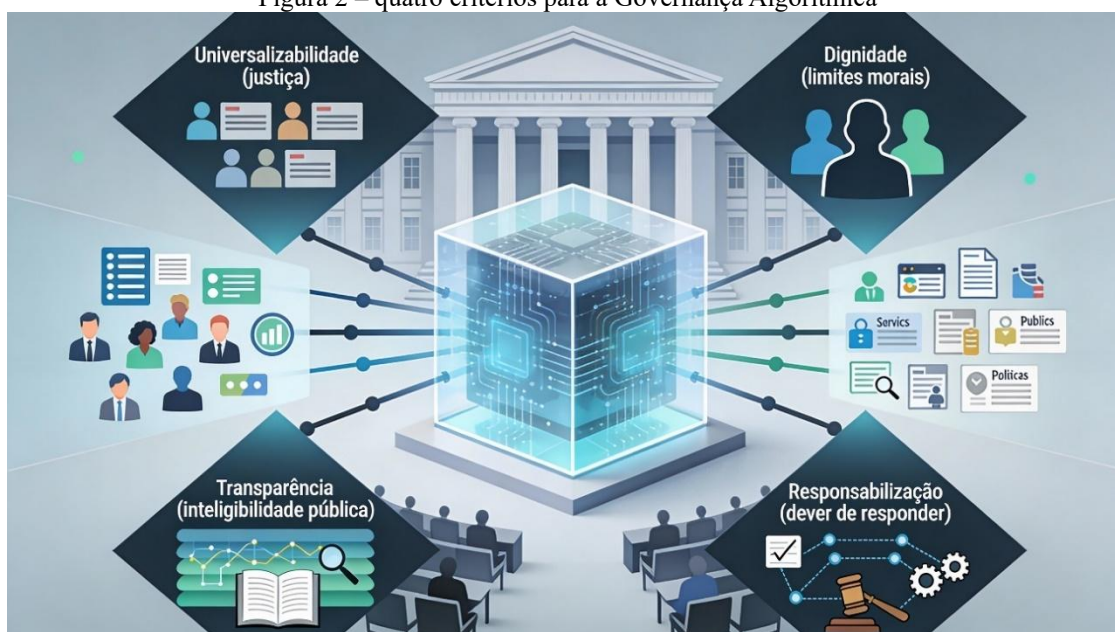 Figura 2 – quatro critérios para a Governança Algorítmica
Universalizabilidade
(justiça)
Dignidade
(limites morais)
Servics
Publics
Políticas
Transparência
(inteligibilidade pública)
Responsabilização
(dever de responder)